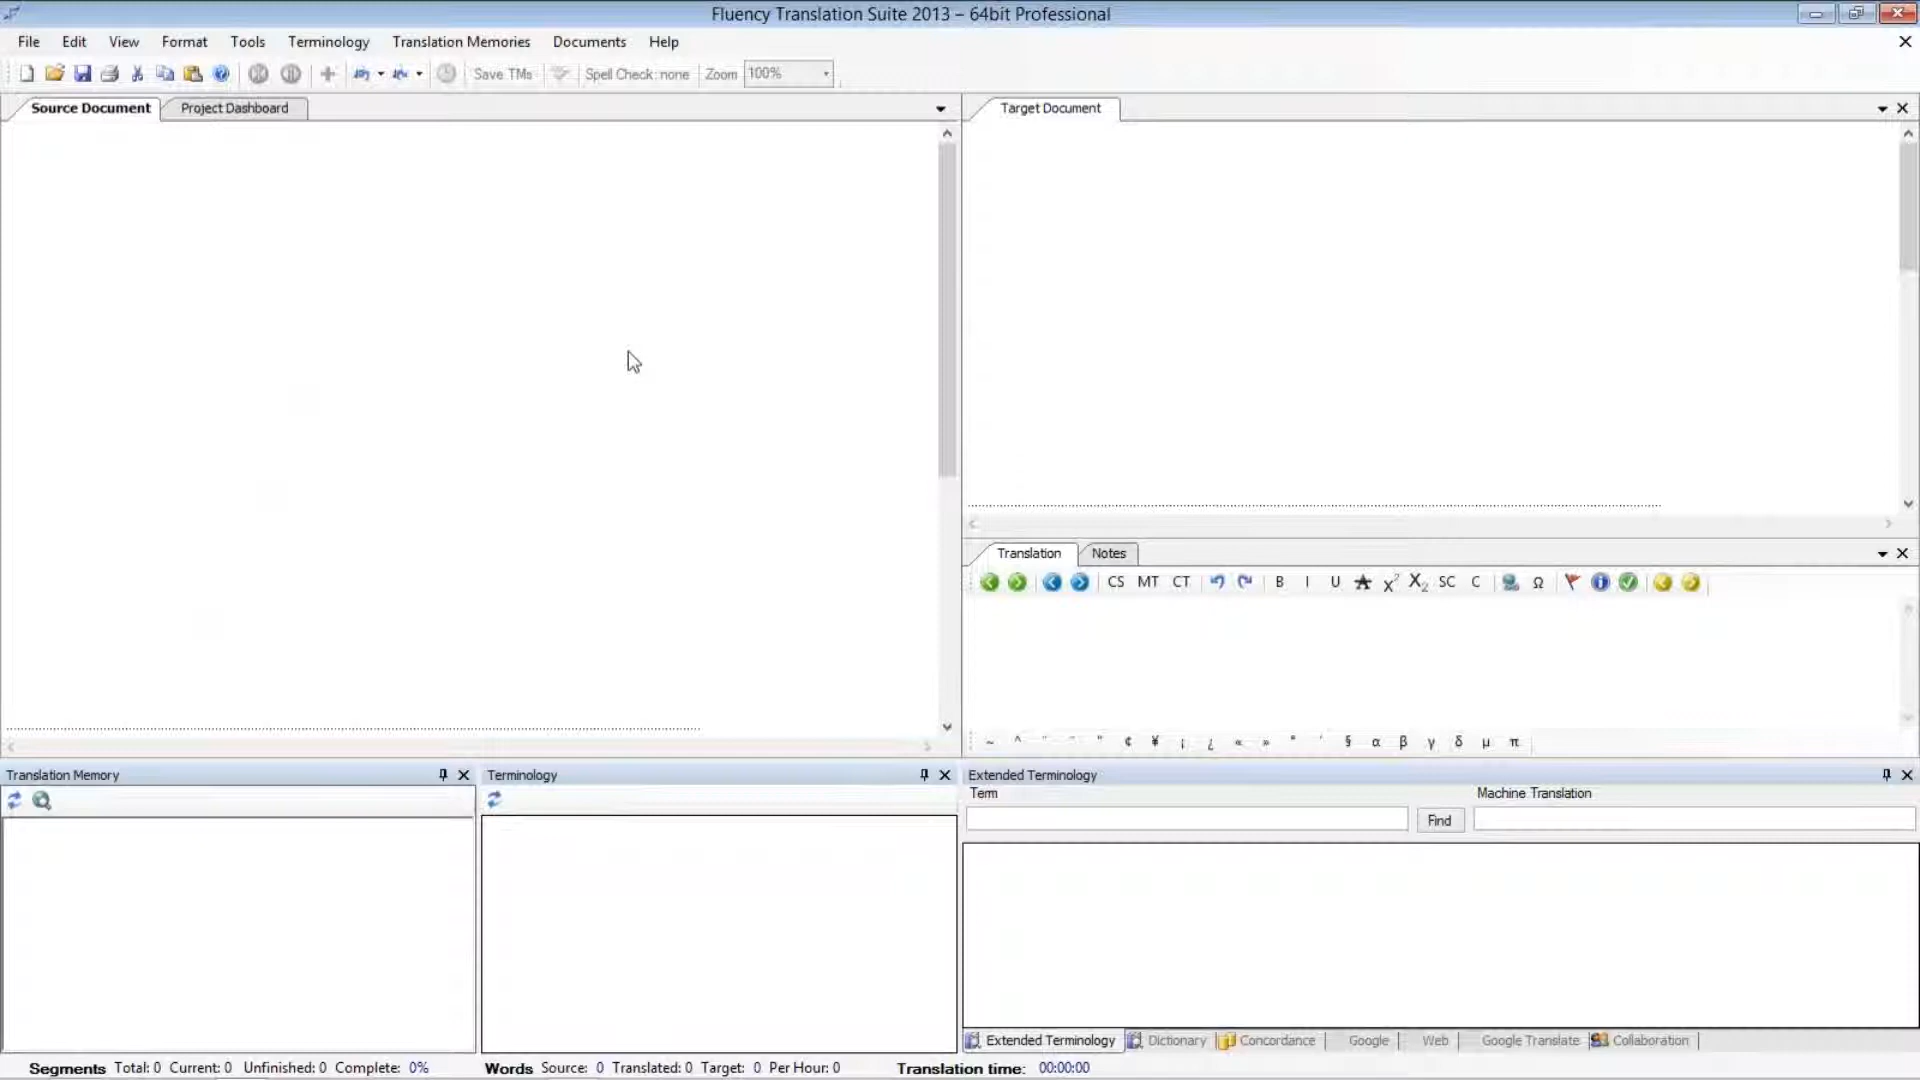 Fluency Translation Suite 2013 – 64bit Professional
File Edit View Format Tools Terminology Translation Memories Documents Help
Save TMs Spell Check: none Zoom 100%
Source Document Project Dashboard
Target Document
Translation Notes
CS MT CT B I U A X² X₂ SC C Ω
~ ^ ¢ ¥ ¡ ¿ « » ° § α β γ δ µ π
Translation Memory
Terminology
Extended Terminology
Term Machine Translation
Find
Extended Terminology Dictionary Concordance Google Web Google Translate Collaboration
Segments Total: 0 Current: 0 Unfinished: 0 Complete: 0% Words Source: 0 Translated: 0 Target: 0 Per Hour: 0 Translation time: 00:00:00